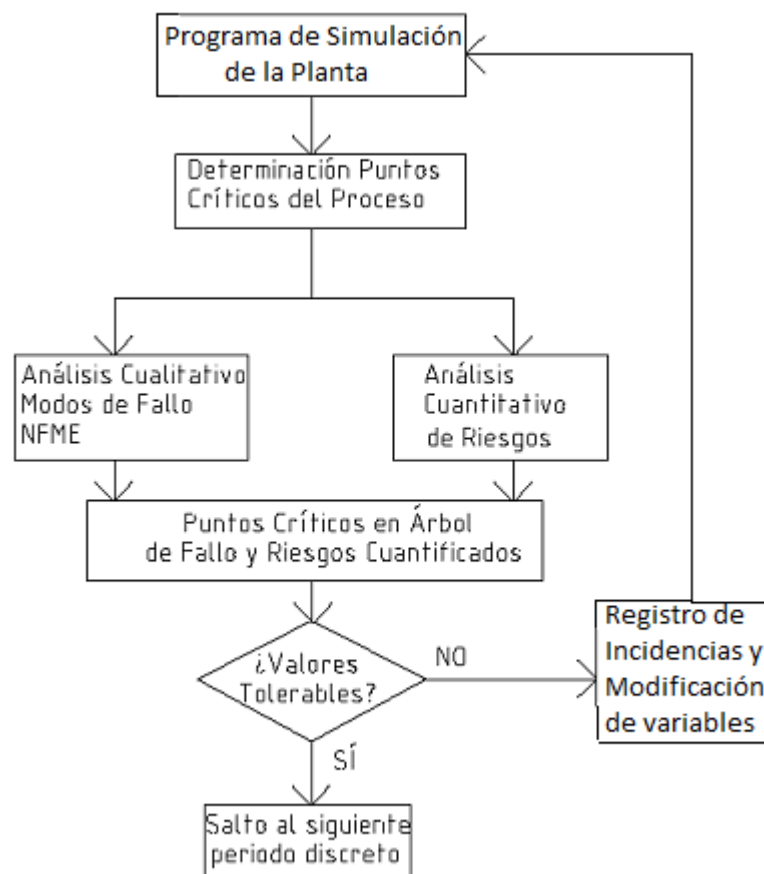 Programa de Simulación
de la Planta
Determinación Puntos
Críticos del Proceso
Análisis Cualitativo
Modos de Fallo
NFME
Análisis
Cuantitativo
de Riesgos
Puntos Críticos en Árbol
de Fallo y Riesgos Cuantificados
¿Valores
Tolerables?
NO
Registro de
Incidencias y
Modificación
de variables
SÍ
Salto al siguiente
periodo discreto